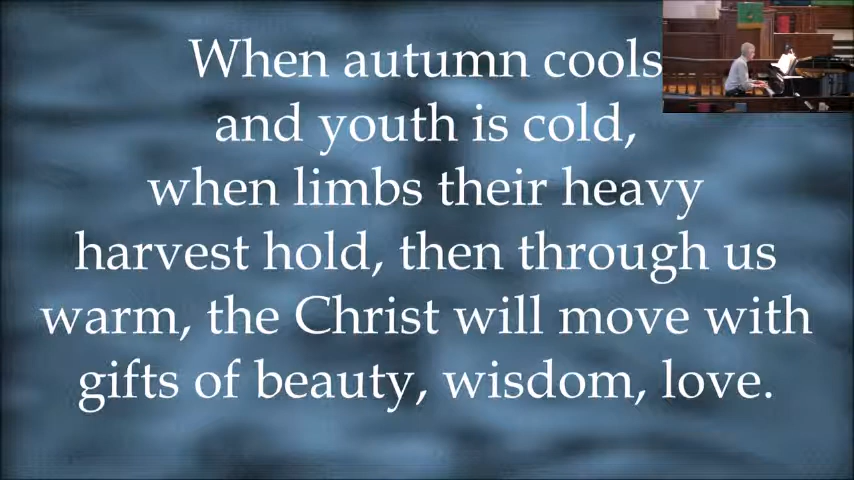 When autumn cools
and youth is cold,
when limbs their heavy
harvest hold, then through us
warm, the Christ will move with
gifts of beauty, wisdom, love.